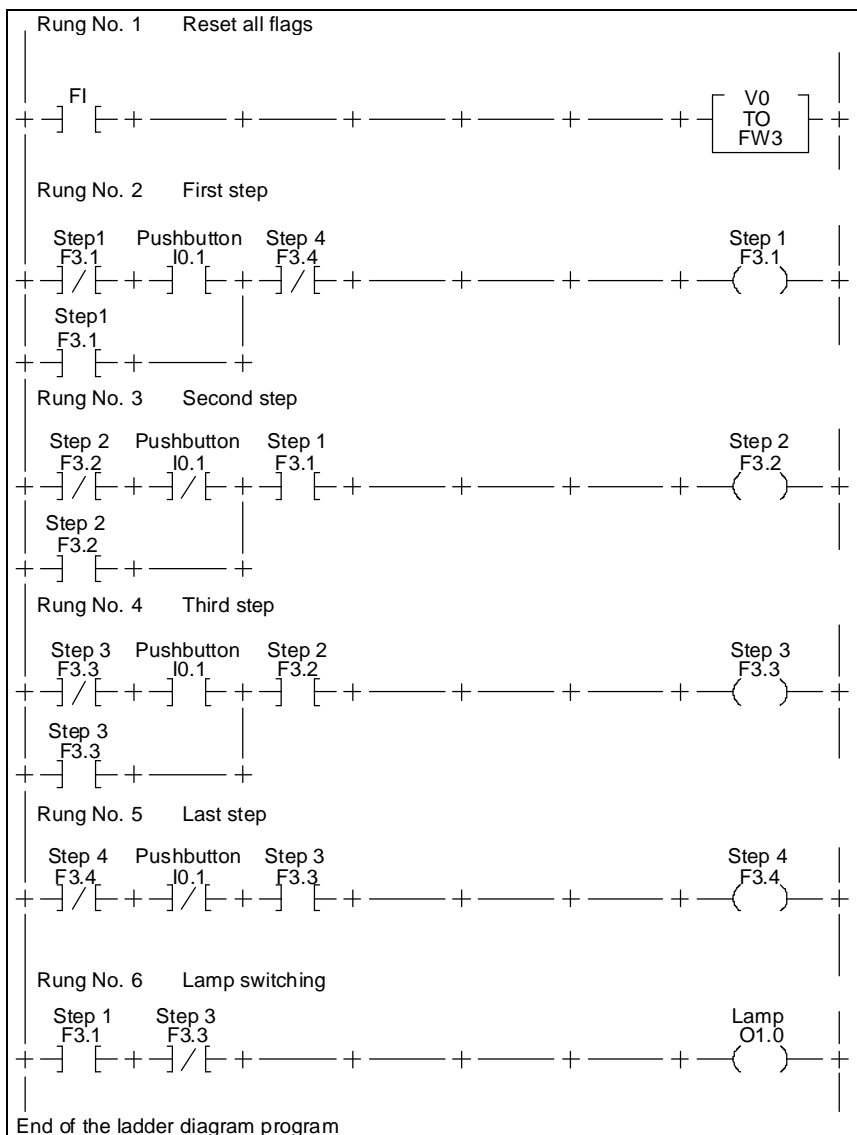 Rung No. 1 Reset all flags
FI
V0
TO
FW3
Rung No. 2 First step
Step1 Pushbutton Step 4 Step 1
F3.1 I0.1 F3.4 F3.1
Step1
F3.1
Rung No. 3 Second step
Step 2 Pushbutton Step 1 Step 2
F3.2 I0.1 F3.1 F3.2
Step 2
F3.2
Rung No. 4 Third step
Step 3 Pushbutton Step 2 Step 3
F3.3 I0.1 F3.2 F3.3
Step 3
F3.3
Rung No. 5 Last step
Step 4 Pushbutton Step 3 Step 4
F3.4 I0.1 F3.3 F3.4
Rung No. 6 Lamp switching
Step 1 Step 3 Lamp
F3.1 F3.3 O1.0
End of the ladder diagram program